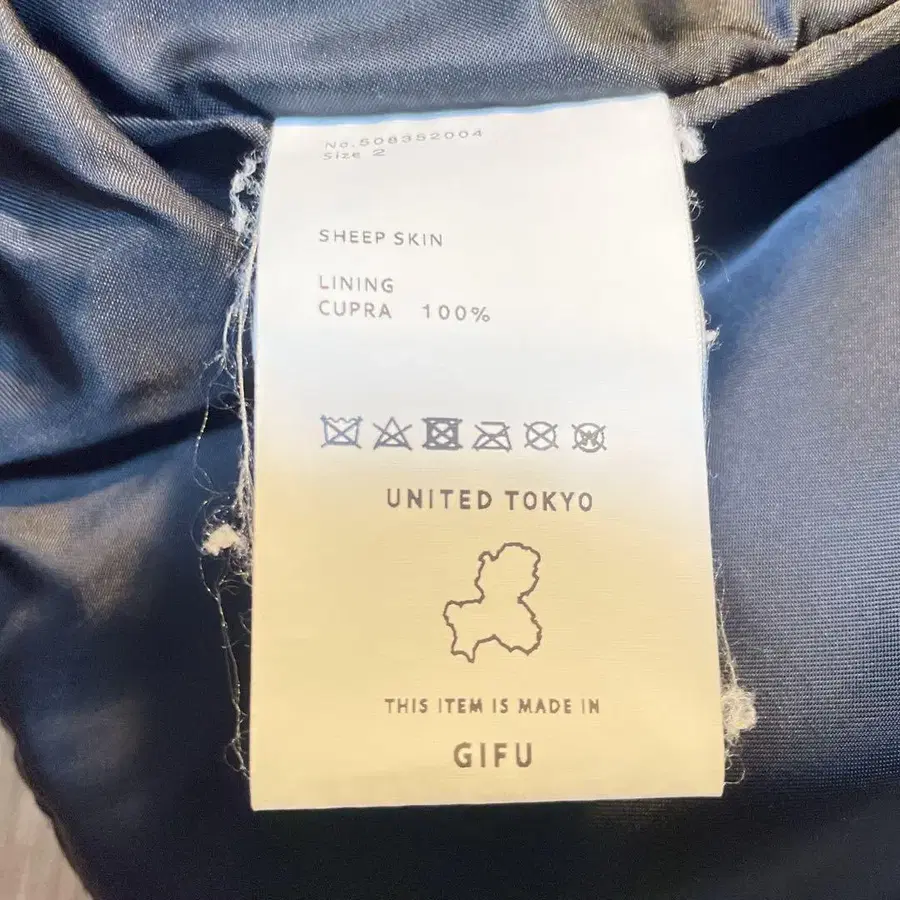 No.508352004
Size 2
SHEEP SKIN
LINING
CUPRA 100%
W
UNITED TOKYO
THIS ITEM IS MADE IN
GIFU